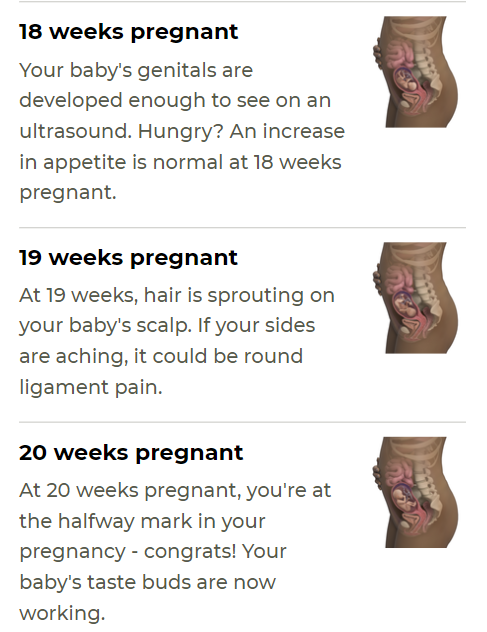 18 weeks pregnant
Your baby's genitals are
developed enough to see on an
ultrasound. Hungry? An increase
in appetite is normal at 18 weeks
pregnant.
19 weeks pregnant
At 19 weeks, hair is sprouting on
your baby's scalp. If your sides
are aching, it could be round
ligament pain.
20 weeks pregnant
At 20 weeks pregnant, you're at
the halfway mark in your
pregnancy - congrats! Your
baby's taste buds are now
working.